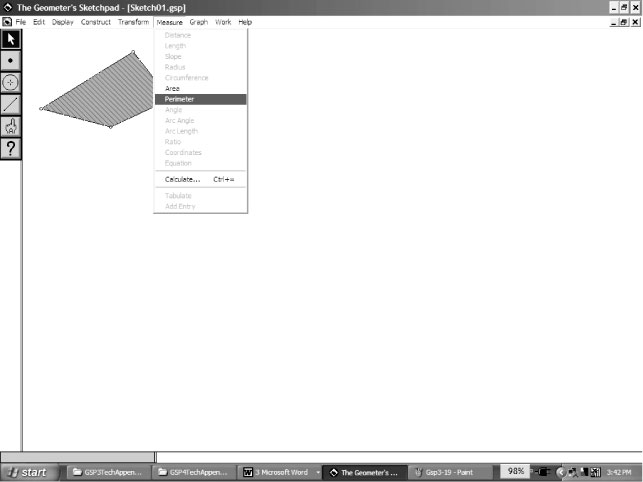 The Geometer's Sketchpad - [Sketch01.gsp]
File Edit Display Construct Transform Measure Graph Work Help
Distance
Length
Slope
Radius
Circumference
Area
Perimeter
Angle
Arc Angle
Arc Length
Ratio
Coordinates
Equation
Calculate... Ctrl+=
Tabulate
Add Entry
start GSP3TechAppen... GSP4TechAppen... 3 Microsoft Word The Geometer's ... Gsp3-19 - Paint 98% 3:42 PM